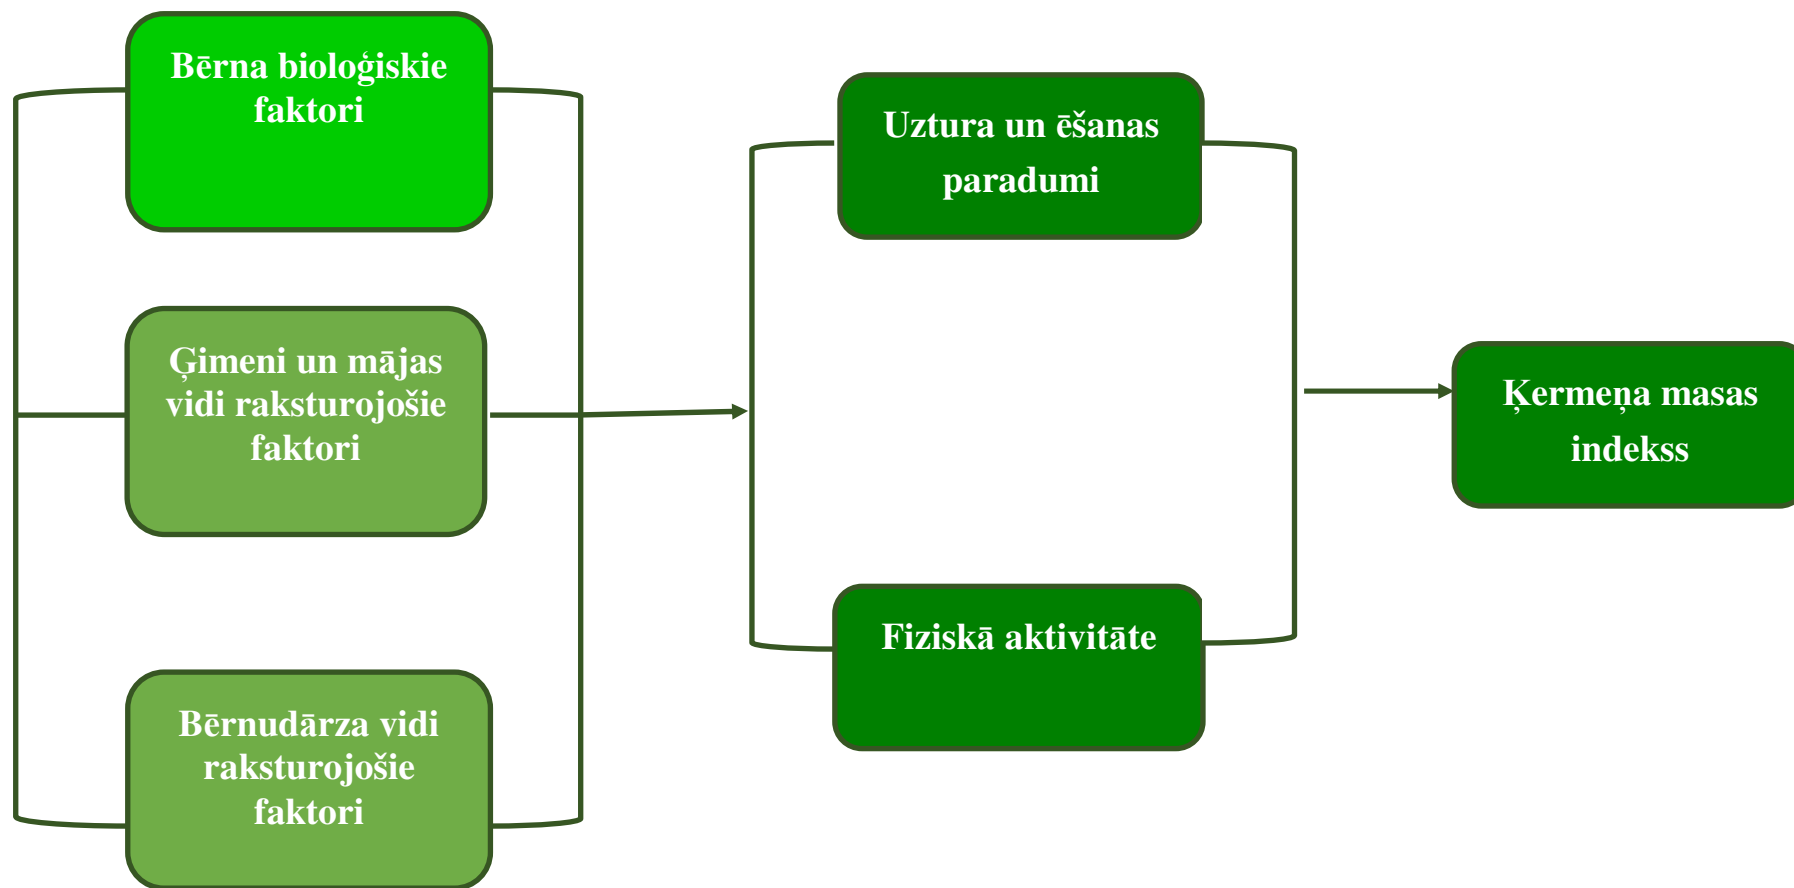 Bērna bioloģiskie
faktori
Ģimeni un mājas
vidi raksturojošie
faktori
Bērnudārza vidi
raksturojošie
faktori
Uztura un ēšanas
paradumi
Fiziskā aktivitāte
Ķermeņa masas
indekss